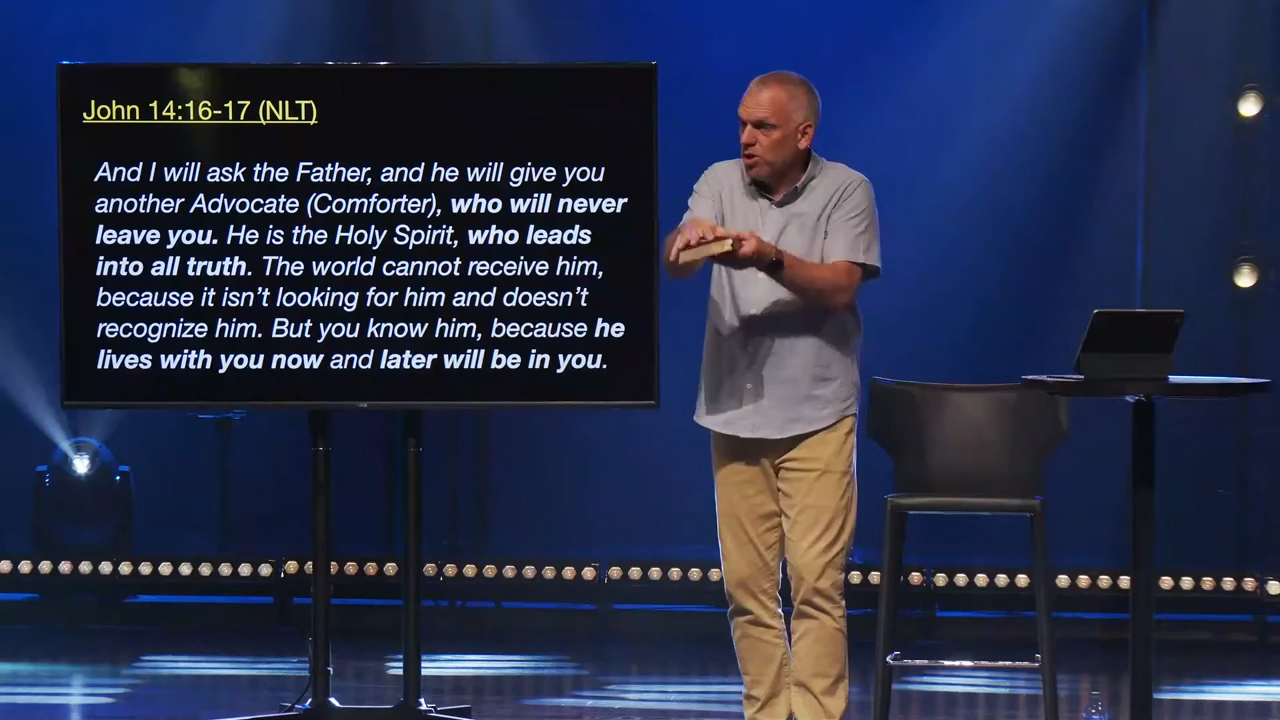 John 14:16-17 (NLT)
And I will ask the Father, and he will give you
another Advocate (Comforter), who will never
leave you. He is the Holy Spirit, who leads
into all truth. The world cannot receive him,
because it isn’t looking for him and doesn’t
recognize him. But you know him, because he
lives with you now and later will be in you.